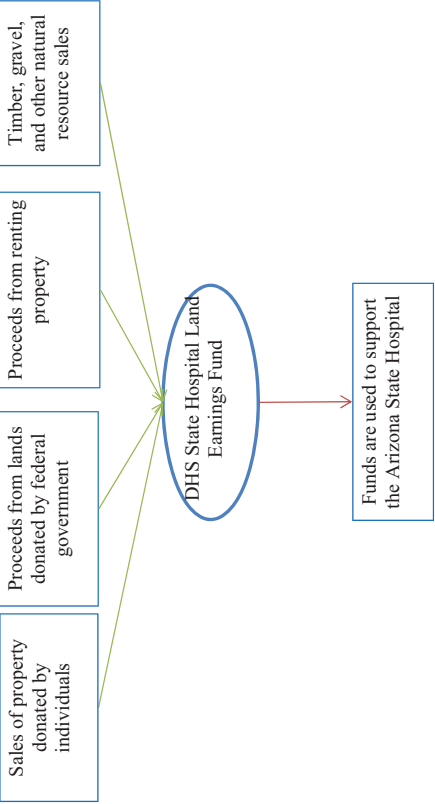 Sales of property
donated by
individuals
Proceeds from lands
donated by federal
government
Proceeds from renting
property
Timber, gravel,
and other natural
resource sales
DHS State Hospital Land
Earnings Fund
Funds are used to support
the Arizona State Hospital